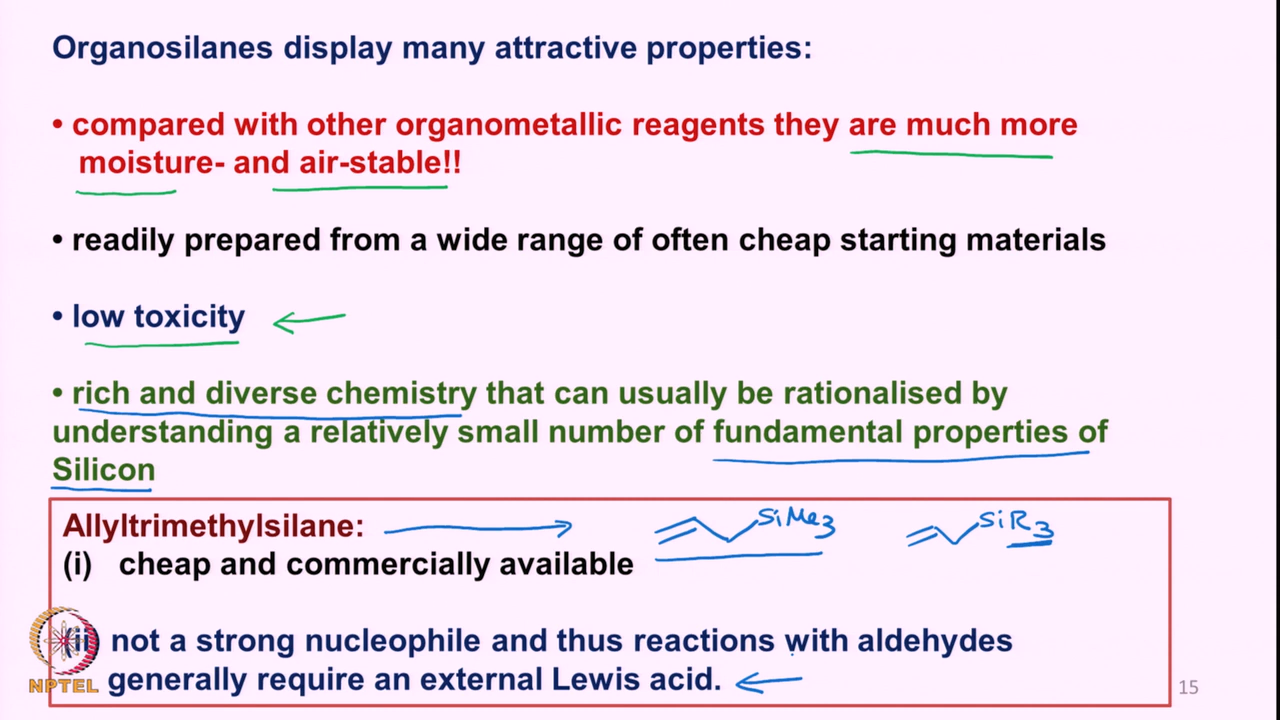 Organosilanes display many attractive properties:
• compared with other organometallic reagents they are much more
moisture- and air-stable!!
• readily prepared from a wide range of often cheap starting materials
• low toxicity
• rich and diverse chemistry that can usually be rationalised by
understanding a relatively small number of fundamental properties of
Silicon
Allyltrimethylsilane: SiMe3 SiR3
(i) cheap and commercially available
(ii) not a strong nucleophile and thus reactions with aldehydes
generally require an external Lewis acid.
NPTEL
15